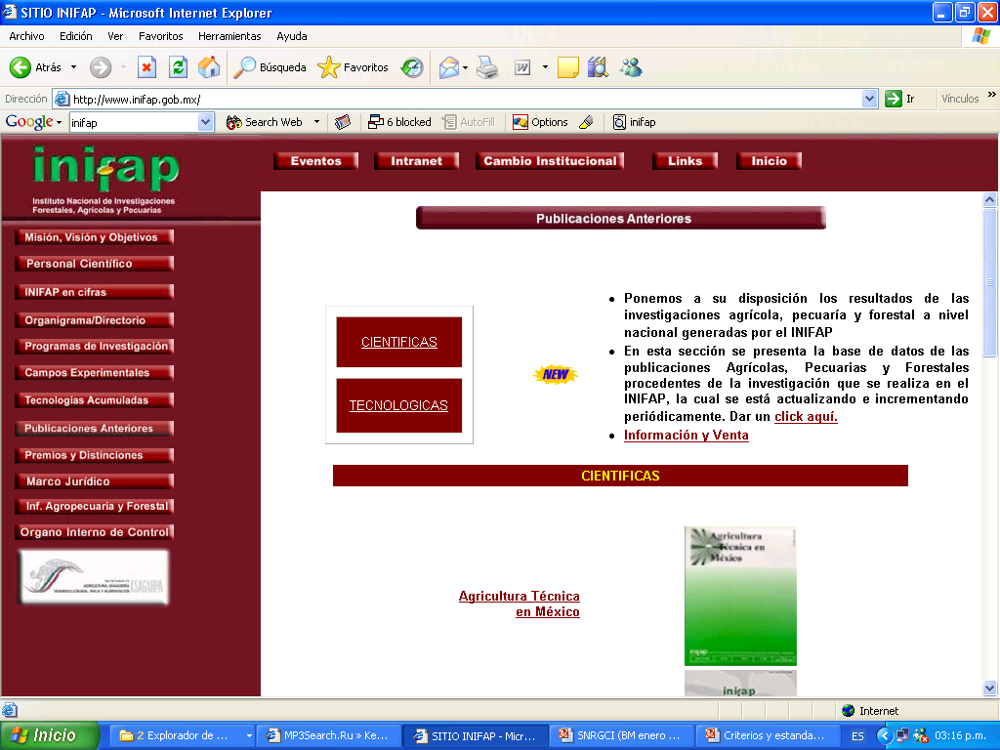 SITIO INIFAP - Microsoft Internet Explorer
Archivo Edición Ver Favoritos Herramientas Ayuda
Atrás Búsqueda Favoritos
Dirección http://www.inifap.gob.mx/ Ir Vínculos »
Google inifap Search Web 6 blocked AutoFill Options inifap
inifap
Instituto Nacional de Investigaciones
Forestales, Agrícolas y Pecuarias
Eventos Intranet Cambio Institucional Links Inicio
Misión, Visión y Objetivos
Personal Científico
INIFAP en cifras
Organigrama/Directorio
Programas de Investigación
Campos Experimentales
Tecnologías Acumuladas
Publicaciones Anteriores
Premios y Distinciones
Marco Jurídico
Inf. Agropecuaria y Forestal
Organo Interno de Control
SAGARPA
Publicaciones Anteriores
CIENTIFICAS
TECNOLOGICAS
NEW
• Ponemos a su disposición los resultados de las
investigaciones agrícola, pecuaría y forestal a nivel
nacional generadas por el INIFAP
• En esta sección se presenta la base de datos de las
publicaciones Agrícolas, Pecuarias y Forestales
procedentes de la investigación que se realiza en el
INIFAP, la cual se está actualizando e incrementando
periódicamente. Dar un click aquí.
• Información y Venta
CIENTIFICAS
Agricultura Técnica
en México
Agricultura
Técnica en
México
inifap
inifap
Internet
Inicio 2 Explorador de ... MP3Search.Ru » Ke... SITIO INIFAP - Micr... SNRGCI (BM enero ... Criterios y estanda... ES 03:16 p.m.